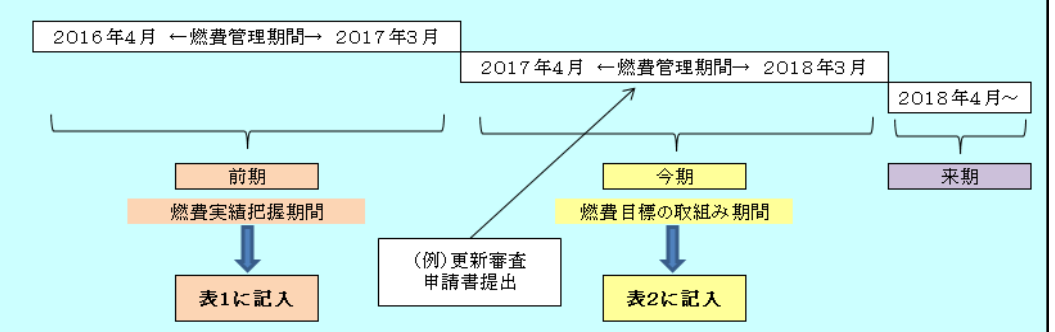 2016年4月 ←燃費管理期間→ 2017年3月
2017年4月 ←燃費管理期間→ 2018年3月
2018年4月～
前期
今期
来期
燃費実績把握期間
燃費目標の取組み期間
(例)更新審査
申請書提出
表1に記入
表2に記入